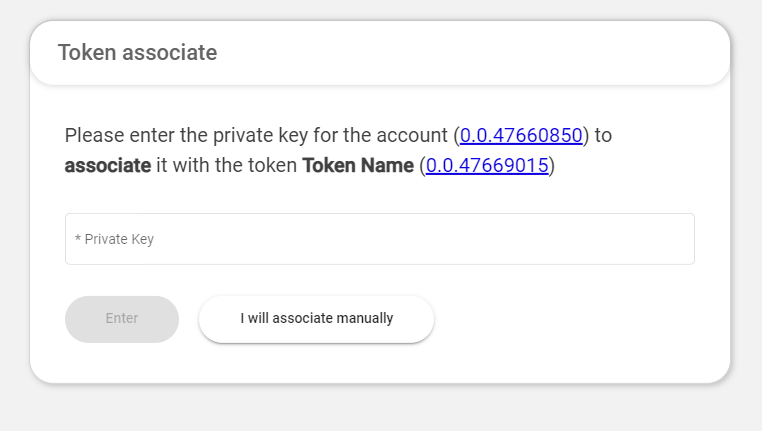 Token associate
Please enter the private key for the account (0.0.47660850) to
associate it with the token Token Name (0.0.47669015)
* Private Key
Enter
I will associate manually